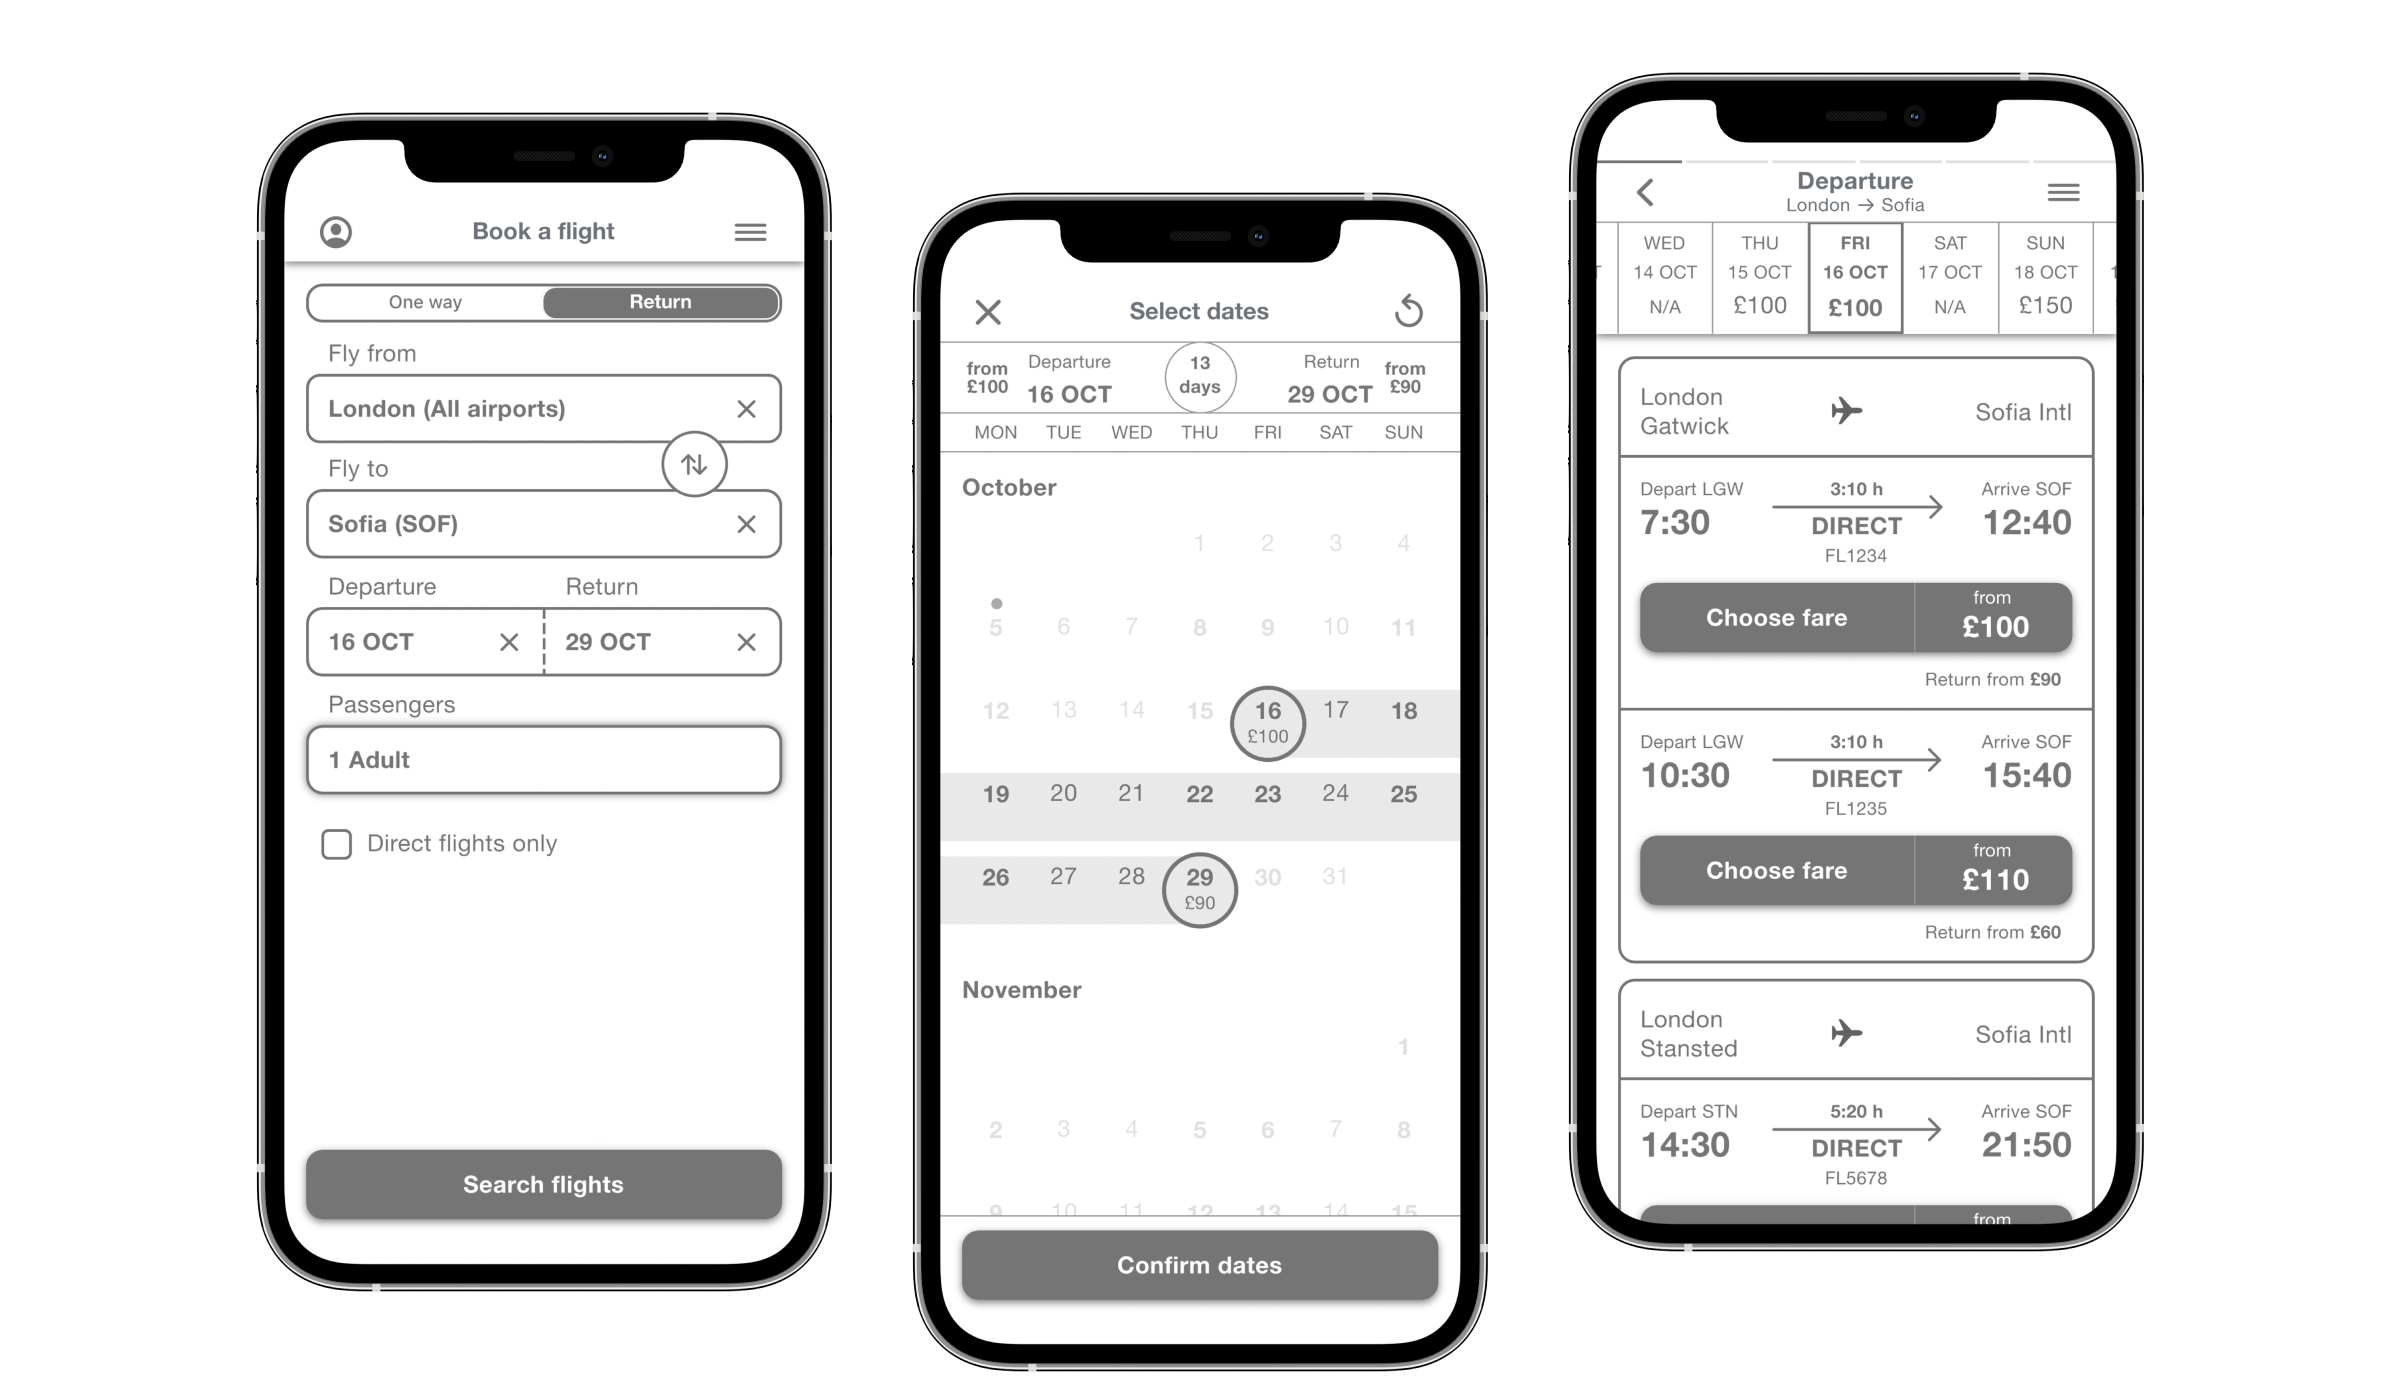 Book a flight
One way Return
Fly from
London (All airports)
Fly to
Sofia (SOF)
Departure Return
16 OCT 29 OCT
Passengers
1 Adult
Direct flights only
Search flights
Select dates
from £100 Departure 16 OCT 13 days Return 29 OCT from £90
MON TUE WED THU FRI SAT SUN
October
1 2 3 4
5 6 7 8 9 10 11
12 13 14 15 16 17 18
£100
19 20 21 22 23 24 25
26 27 28 29 30 31
£90
November
1
2 3 4 5 6 7 8
9 10 11 12 13 14 15
Confirm dates
Departure
London → Sofia
WED THU FRI SAT SUN
14 OCT 15 OCT 16 OCT 17 OCT 18 OCT
N/A £100 £100 N/A £150
London Gatwick Sofia Intl
Depart LGW 3:10 h Arrive SOF
7:30 DIRECT 12:40
FL1234
Choose fare from £100
Return from £90
Depart LGW 3:10 h Arrive SOF
10:30 DIRECT 15:40
FL1235
Choose fare from £110
Return from £60
London Stansted Sofia Intl
Depart STN 5:20 h Arrive SOF
14:30 DIRECT 21:50
FL5678
from